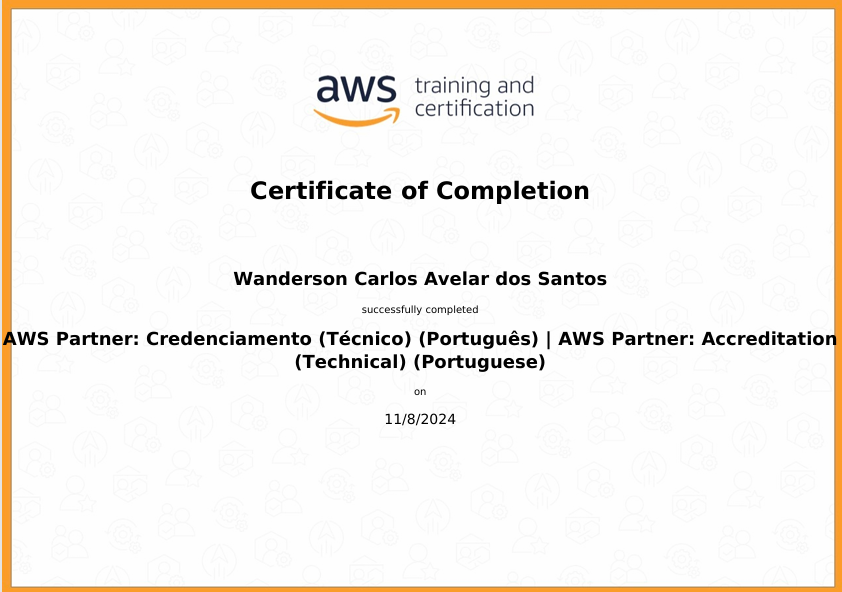 aws training and
certification
Certificate of Completion
Wanderson Carlos Avelar dos Santos
successfully completed
AWS Partner: Credenciamento (Técnico) (Português) | AWS Partner: Accreditation
(Technical) (Portuguese)
on
11/8/2024